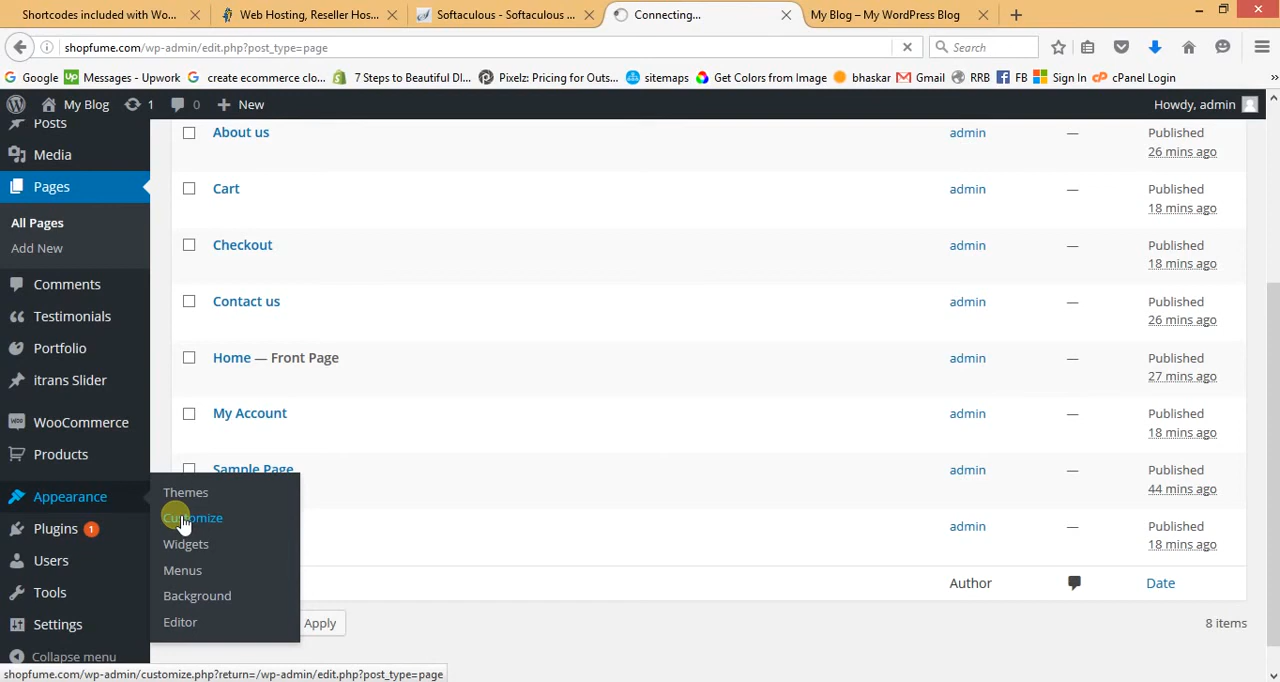 Shortcodes included with Wo...
Web Hosting, Reseller Hos...
Softaculous - Softaculous ...
Connecting...
My Blog – My WordPress Blog
shopfume.com/wp-admin/edit.php?post_type=page
Search
Google
Messages - Upwork
create ecommerce clo...
7 Steps to Beautiful DI...
Pixelz: Pricing for Outs...
sitemaps
Get Colors from Image
bhaskar
Gmail
RRB
FB
Sign In
cPanel Login
»
My Blog
1
0
New
Howdy, admin
Posts
Media
Pages
All Pages
Add New
Comments
Testimonials
Portfolio
itrans Slider
WooCommerce
Products
Appearance
Plugins 1
Users
Tools
Settings
Collapse menu
Themes
Customize
Widgets
Menus
Background
Editor
About us admin — Published
26 mins ago
Cart admin — Published
18 mins ago
Checkout admin — Published
18 mins ago
Contact us admin — Published
26 mins ago
Home — Front Page admin — Published
27 mins ago
My Account admin — Published
18 mins ago
Sample Page admin — Published
44 mins ago
admin — Published
18 mins ago
Author Date
Apply
8 items
shopfume.com/wp-admin/customize.php?return=/wp-admin/edit.php?post_type=page